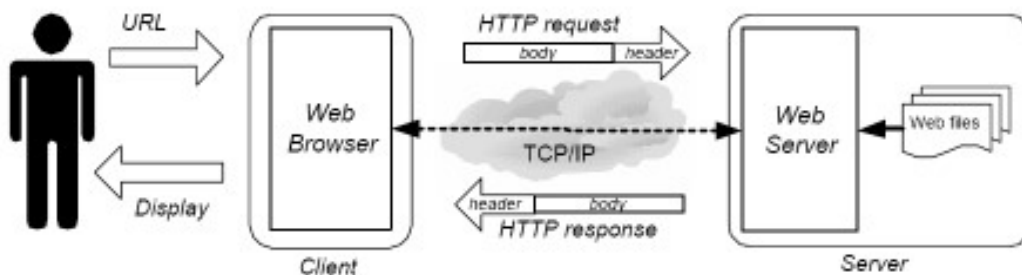 URL
Display
Web
Browser
Client
HTTP request
body
header
TCP/IP
header
body
HTTP response
Web
Server
Web files
Server